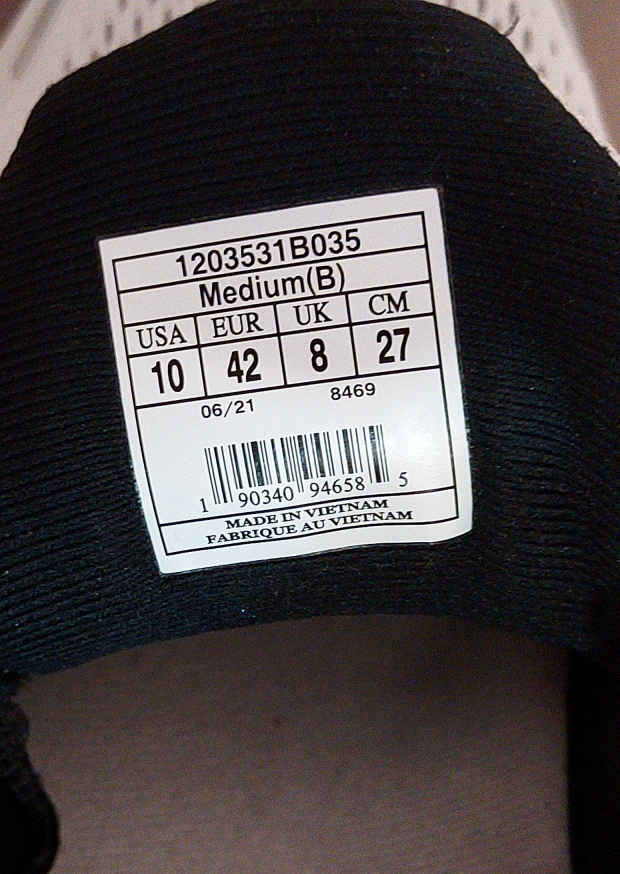 1203531B035
Medium(B)
USA EUR UK CM
10 42 8 27
06/21 8469
1 90340 94658 5
MADE IN VIETNAM
FABRIQUE AU VIETNAM